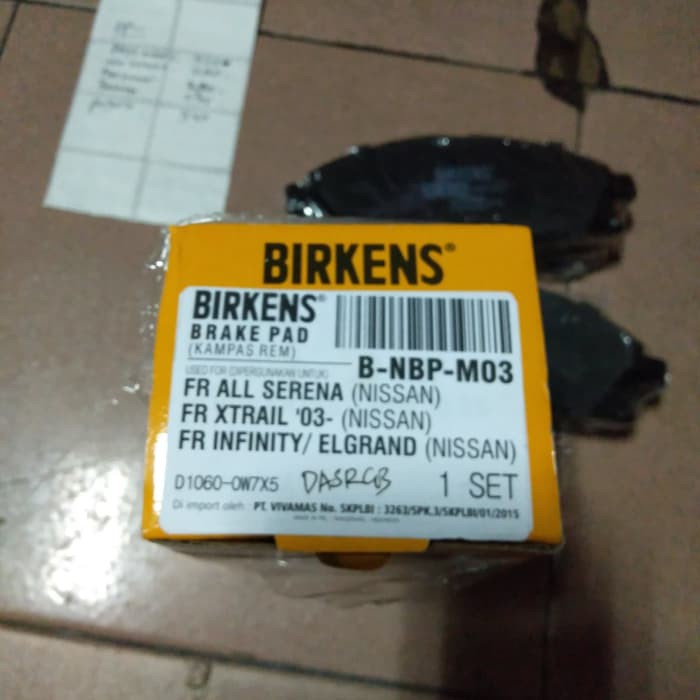 BIRKENS®
BIRKENS®
BRAKE PAD
(KAMPAS REM)
USED FOR (DIPERGUNAKAN UNTUK) B-NBP-M03
FR ALL SERENA (NISSAN)
FR XTRAIL '03- (NISSAN)
FR INFINITY/ ELGRAND (NISSAN)
D1060-0W7X5 1 SET
Di import oleh : PT. VIVAMAS No. SKPLBI : 3263/SPK.3/SKPLBI/01/2015